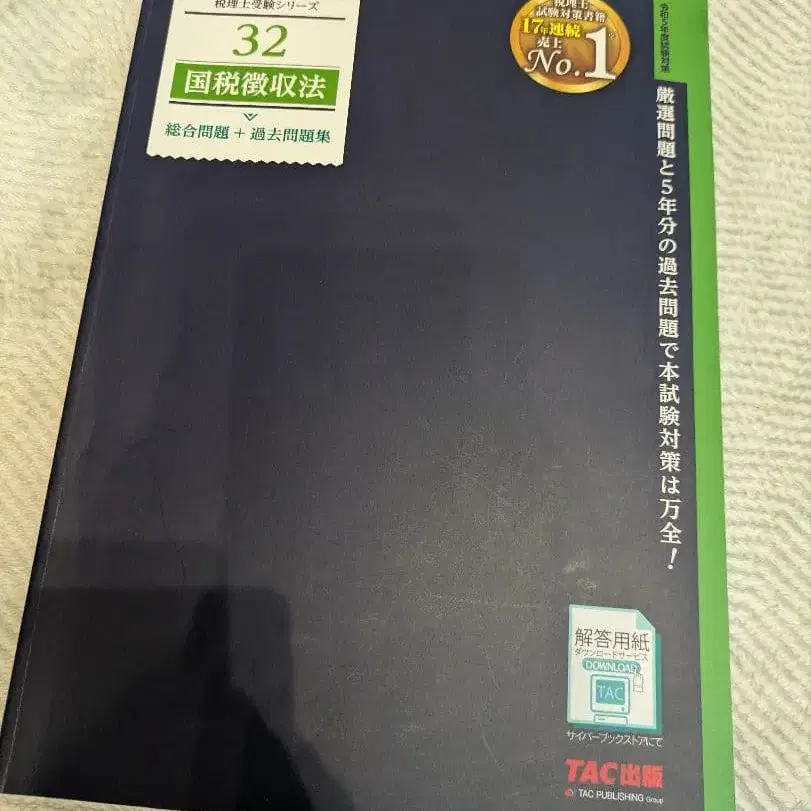 税理士受験シリーズ
32
国税徴収法
総合問題＋過去問題集
税理士
試験対策書籍
17年連続
売上
No.1
令和5年度試験対策
厳選問題と5年分の過去問題で本試験対策は万全！
解答用紙
ダウンロードサービス
DOWNLOAD
TAC
サイバーブックストアにて
TAC出版
TAC PUBLISHING Group